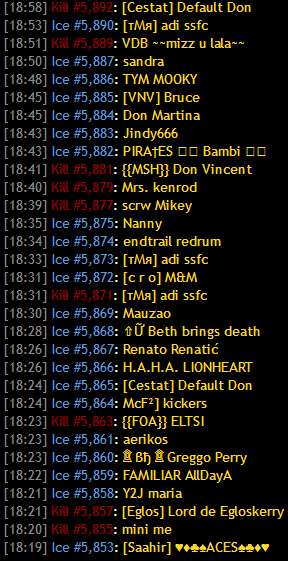 [18:58] Kill #5,892: [Cestat] Default Don
[18:53] Ice #5,890: [тMя] adi ssfc
[18:51] Kill #5,889: VDB ~~mizz u lala~~
[18:50] Ice #5,887: sandra
[18:48] Ice #5,886: TYM MOOKY
[18:45] Ice #5,885: [VNV] Bruce
[18:45] Ice #5,884: Don Martina
[18:43] Ice #5,883: Jindy666
[18:43] Ice #5,882: PIRA†ES □□ Bambi □□
[18:41] Kill #5,881: {{MSH}} Don Vincent
[18:40] Kill #5,879: Mrs. kenrod
[18:39] Kill #5,877: scrw Mikey
[18:35] Ice #5,875: Nanny
[18:34] Ice #5,874: endtrail redrum
[18:33] Ice #5,873: [тMя] adi ssfc
[18:31] Ice #5,872: [c r o] M&M
[18:31] Kill #5,871: [тMя] adi ssfc
[18:30] Ice #5,869: Mauzao
[18:28] Ice #5,868: Beth brings death
[18:26] Ice #5,867: Renato Renatić
[18:26] Ice #5,866: H.A.H.A. LIONHEART
[18:24] Ice #5,865: [Cestat] Default Don
[18:24] Ice #5,864: McF²] kickers
[18:23] Kill #5,863: {{FOA}} ELTSI
[18:23] Ice #5,861: aerikos
[18:23] Ice #5,860: Greggo Perry
[18:22] Ice #5,859: FAMILIAR AllDayA
[18:21] Ice #5,858: Y2J maria
[18:21] Kill #5,857: [Eglos] Lord de Egloskerry
[18:20] Kill #5,855: mini me
[18:19] Ice #5,853: [Saahir] ♥♦♣♠ACES♠♣♦♥